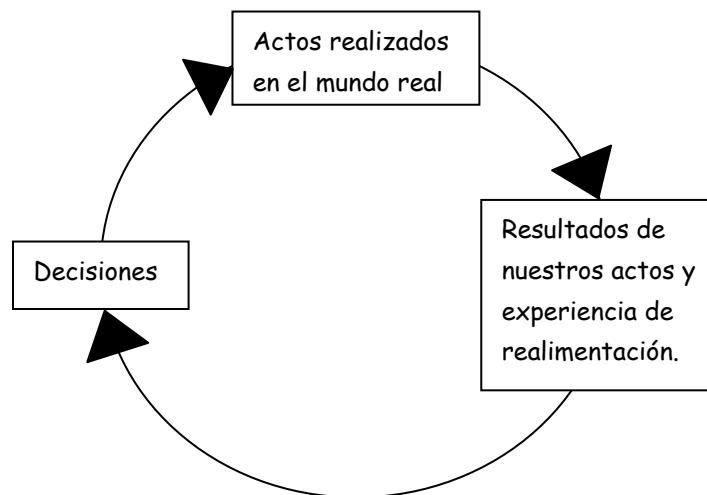 Actos realizados
en el mundo real
Resultados de
nuestros actos y
experiencia de
realimentación.
Decisiones